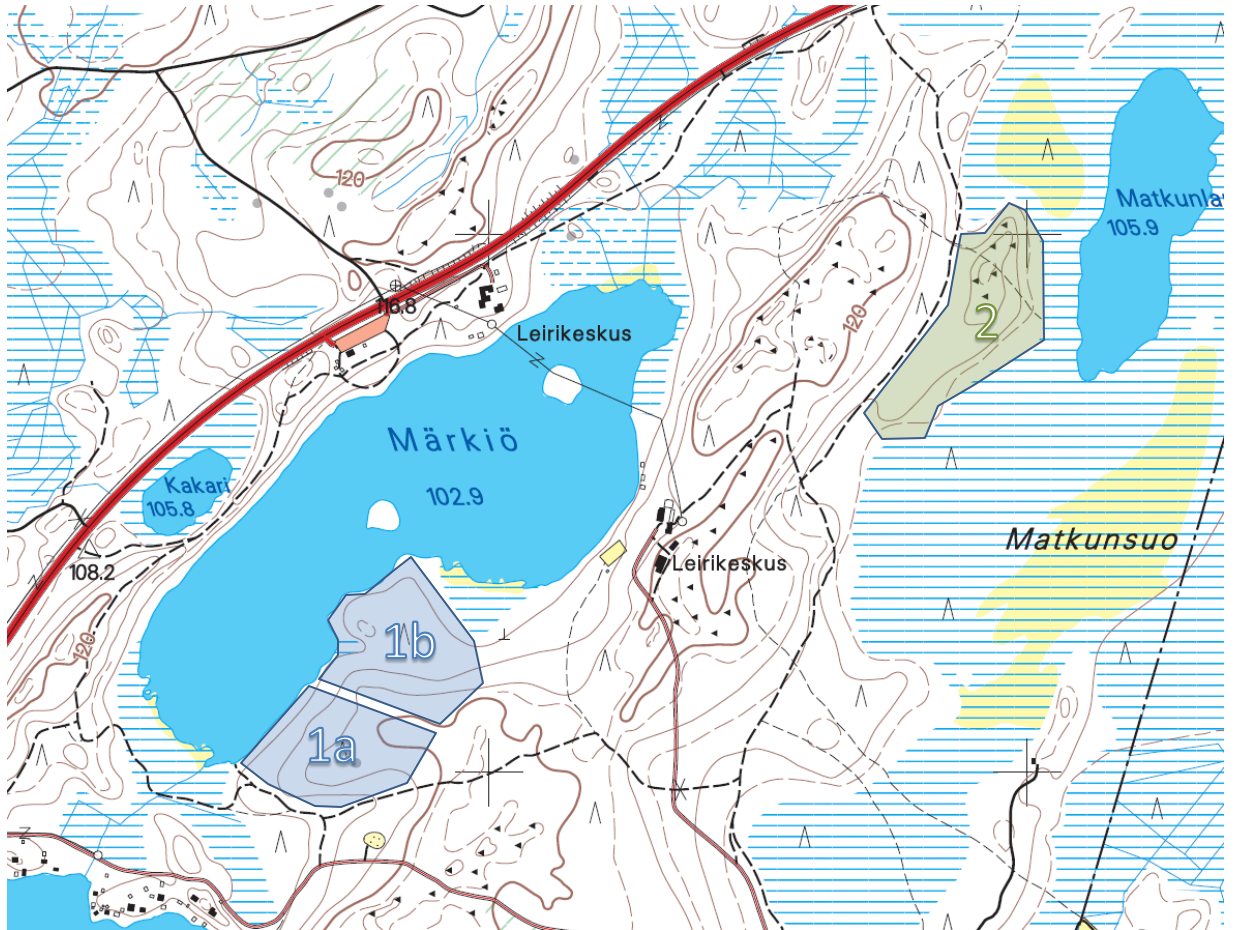 120
Matkunla
105.9
116.8
Leirikeskus
120
2
Märkiö
102.9
Kakari
105.8
108.2
Matkunsuo
Leirikeskus
120
1b
1a